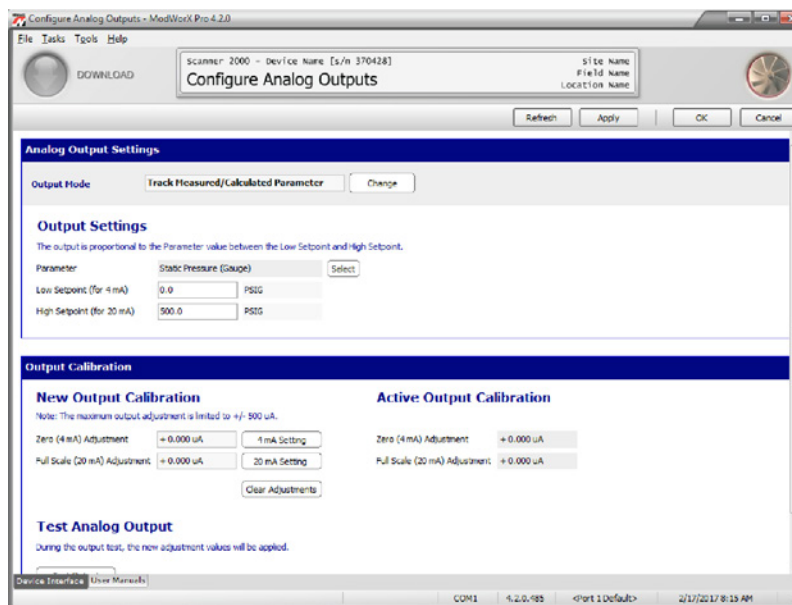 Configure Analog Outputs - ModWorX Pro 4.2.0
File Tasks Tools Help
DOWNLOAD
Scanner 2000 - Device Name [s/n 370428]
Configure Analog Outputs
Site Name
Field Name
Location Name
Refresh Apply OK Cancel
Analog Output Settings
Output Mode Track Measured/Calculated Parameter Change
Output Settings
The output is proportional to the Parameter value between the Low Setpoint and High Setpoint.
Parameter Static Pressure (Gauge) Select
Low Setpoint (for 4 mA) 0.0 PSIG
High Setpoint (for 20 mA) 500.0 PSIG
Output Calibration
New Output Calibration
Note: The maximum output adjustment is limited to +/- 500 uA.
Zero (4 mA) Adjustment + 0.000 uA 4 mA Setting
Full Scale (20 mA) Adjustment + 0.000 uA 20 mA Setting
Clear Adjustments
Active Output Calibration
Zero (4 mA) Adjustment + 0.000 uA
Full Scale (20 mA) Adjustment + 0.000 uA
Test Analog Output
During the output test, the new adjustment values will be applied.
Device Interface User Manuals
COM1 4.2.0.485 <Port 1 Default> 2/17/2017 8:15 AM